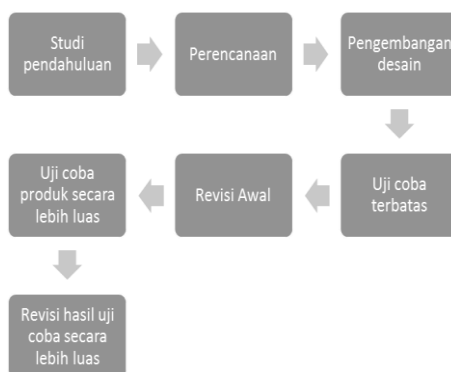 Studi
pendahuluan
Perencanaan
Pengembangan
desain
Uji coba
terbatas
Revisi Awal
Uji coba
produk secara
lebih luas
Revisi hasil uji
coba secara
lebih luas